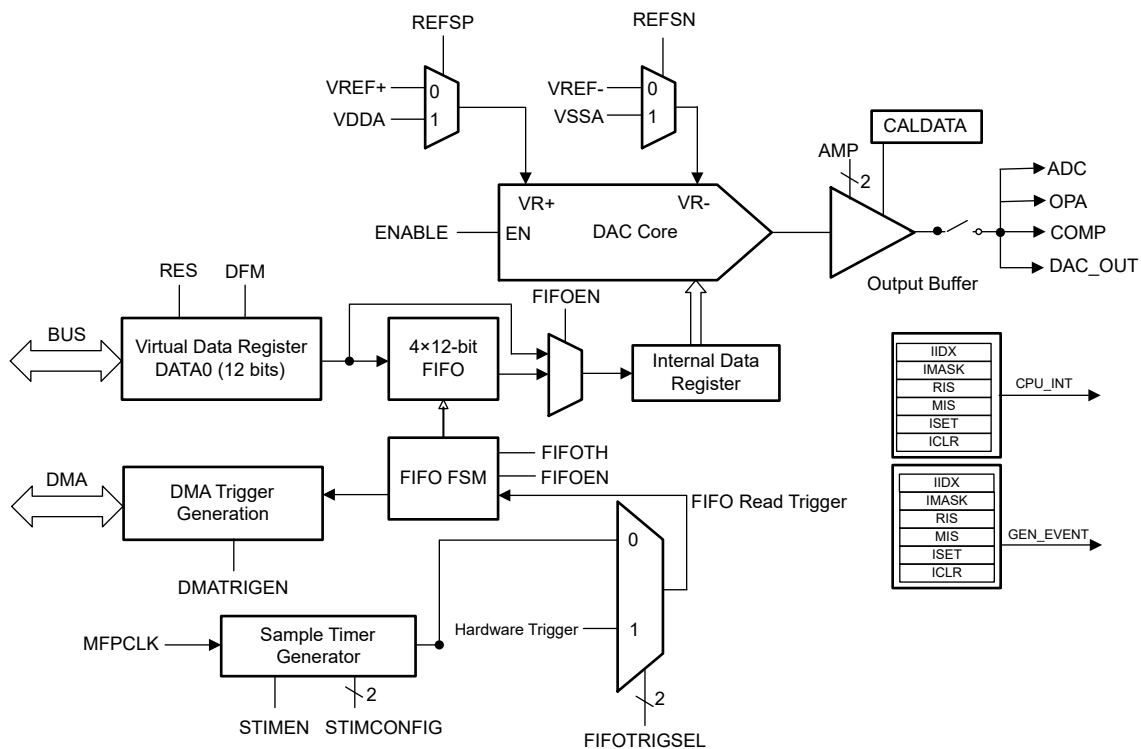 REFSP
REFSN
VREF+
0
VDDA
1
VREF-
0
VSSA
1
CALDATA
AMP
2
ADC
OPA
COMP
DAC_OUT
VR+
VR-
ENABLE
EN
DAC Core
Output Buffer
RES
DFM
FIFOEN
BUS
Virtual Data Register
DATA0 (12 bits)
4×12-bit
FIFO
Internal Data
Register
IIDX
IMASK
RIS
MIS
ISET
ICLR
CPU_INT
FIFO FSM
FIFOTH
FIFOEN
DMA
DMA Trigger
Generation
DMATRIGEN
FIFO Read Trigger
IIDX
IMASK
RIS
MIS
ISET
ICLR
GEN_EVENT
0
Hardware Trigger
1
MFPCLK
Sample Timer
Generator
STIMEN
2
STIMCONFIG
2
FIFOTRIGSEL